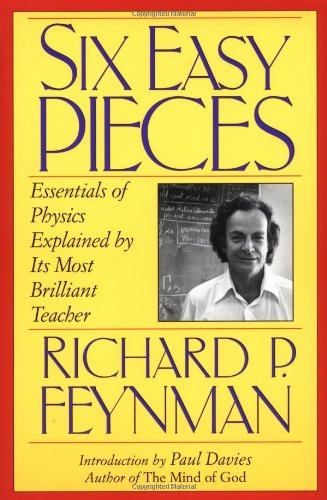 SIX EASY
PIECES
Essentials of
Physics
Explained by
Its Most
Brilliant
Teacher
RICHARD P.
FEYNMAN
Introduction by Paul Davies
Author of The Mind of God